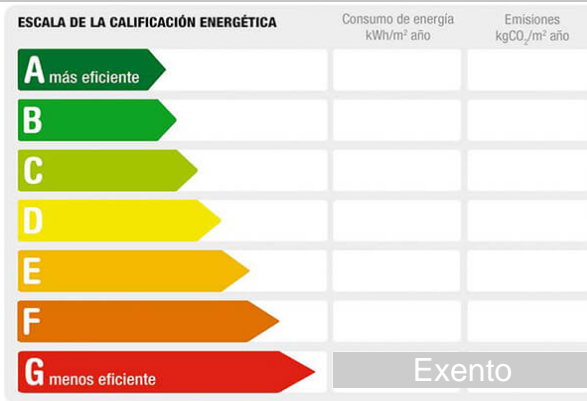 ESCALA DE LA CALIFICACIÓN ENERGÉTICA
Consumo de energía
kWh/m² año
Emisiones
kgCO₂/m² año
A más eficiente
B
C
D
E
F
G menos eficiente
Exento